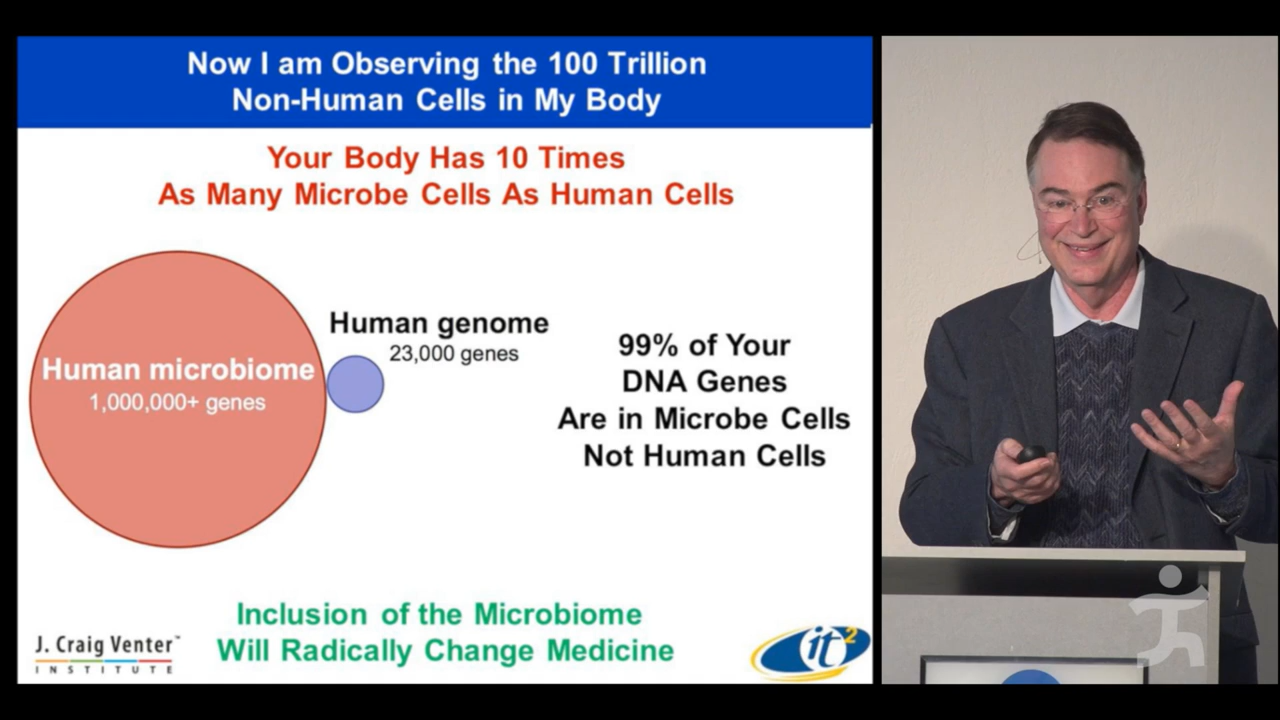 Now I am Observing the 100 Trillion
Non-Human Cells in My Body
Your Body Has 10 Times
As Many Microbe Cells As Human Cells
Human microbiome
1,000,000+ genes
Human genome
23,000 genes
99% of Your
DNA Genes
Are in Microbe Cells
Not Human Cells
Inclusion of the Microbiome
Will Radically Change Medicine
J. Craig Venter™
INSTITUTE
it²